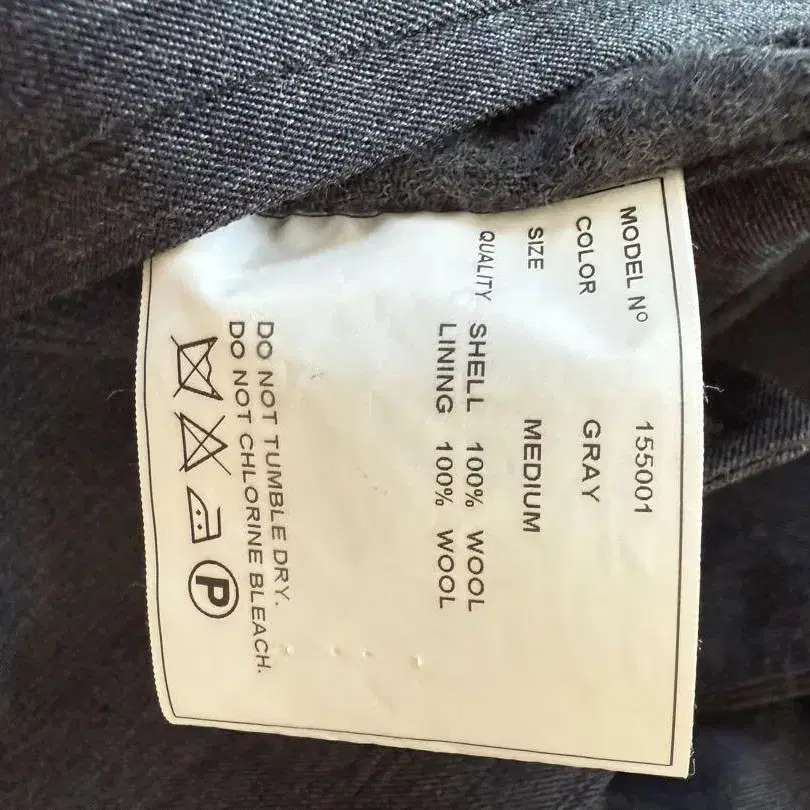 MODEL Nº 155001
COLOR GRAY
SIZE MEDIUM
QUALITY SHELL 100% WOOL
LINING 100% WOOL
DO NOT TUMBLE DRY.
DO NOT CHLORINE BLEACH.
P